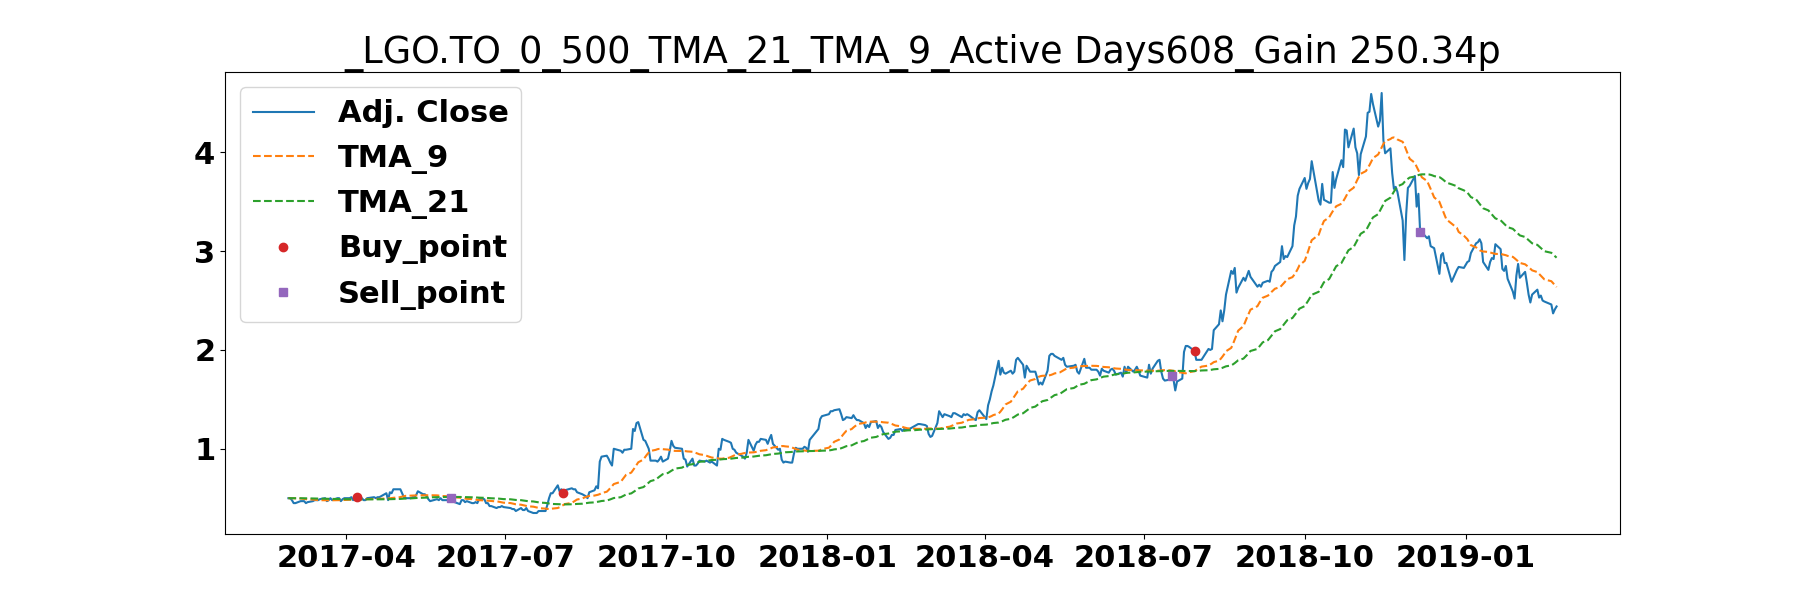 _LGO.TO_0_500_TMA_21_TMA_9_Active Days608_Gain 250.34p
Adj. Close
TMA_9
TMA_21
Buy_point
Sell_point
4
3
2
1
2017-04 2017-07 2017-10 2018-01 2018-04 2018-07 2018-10 2019-01